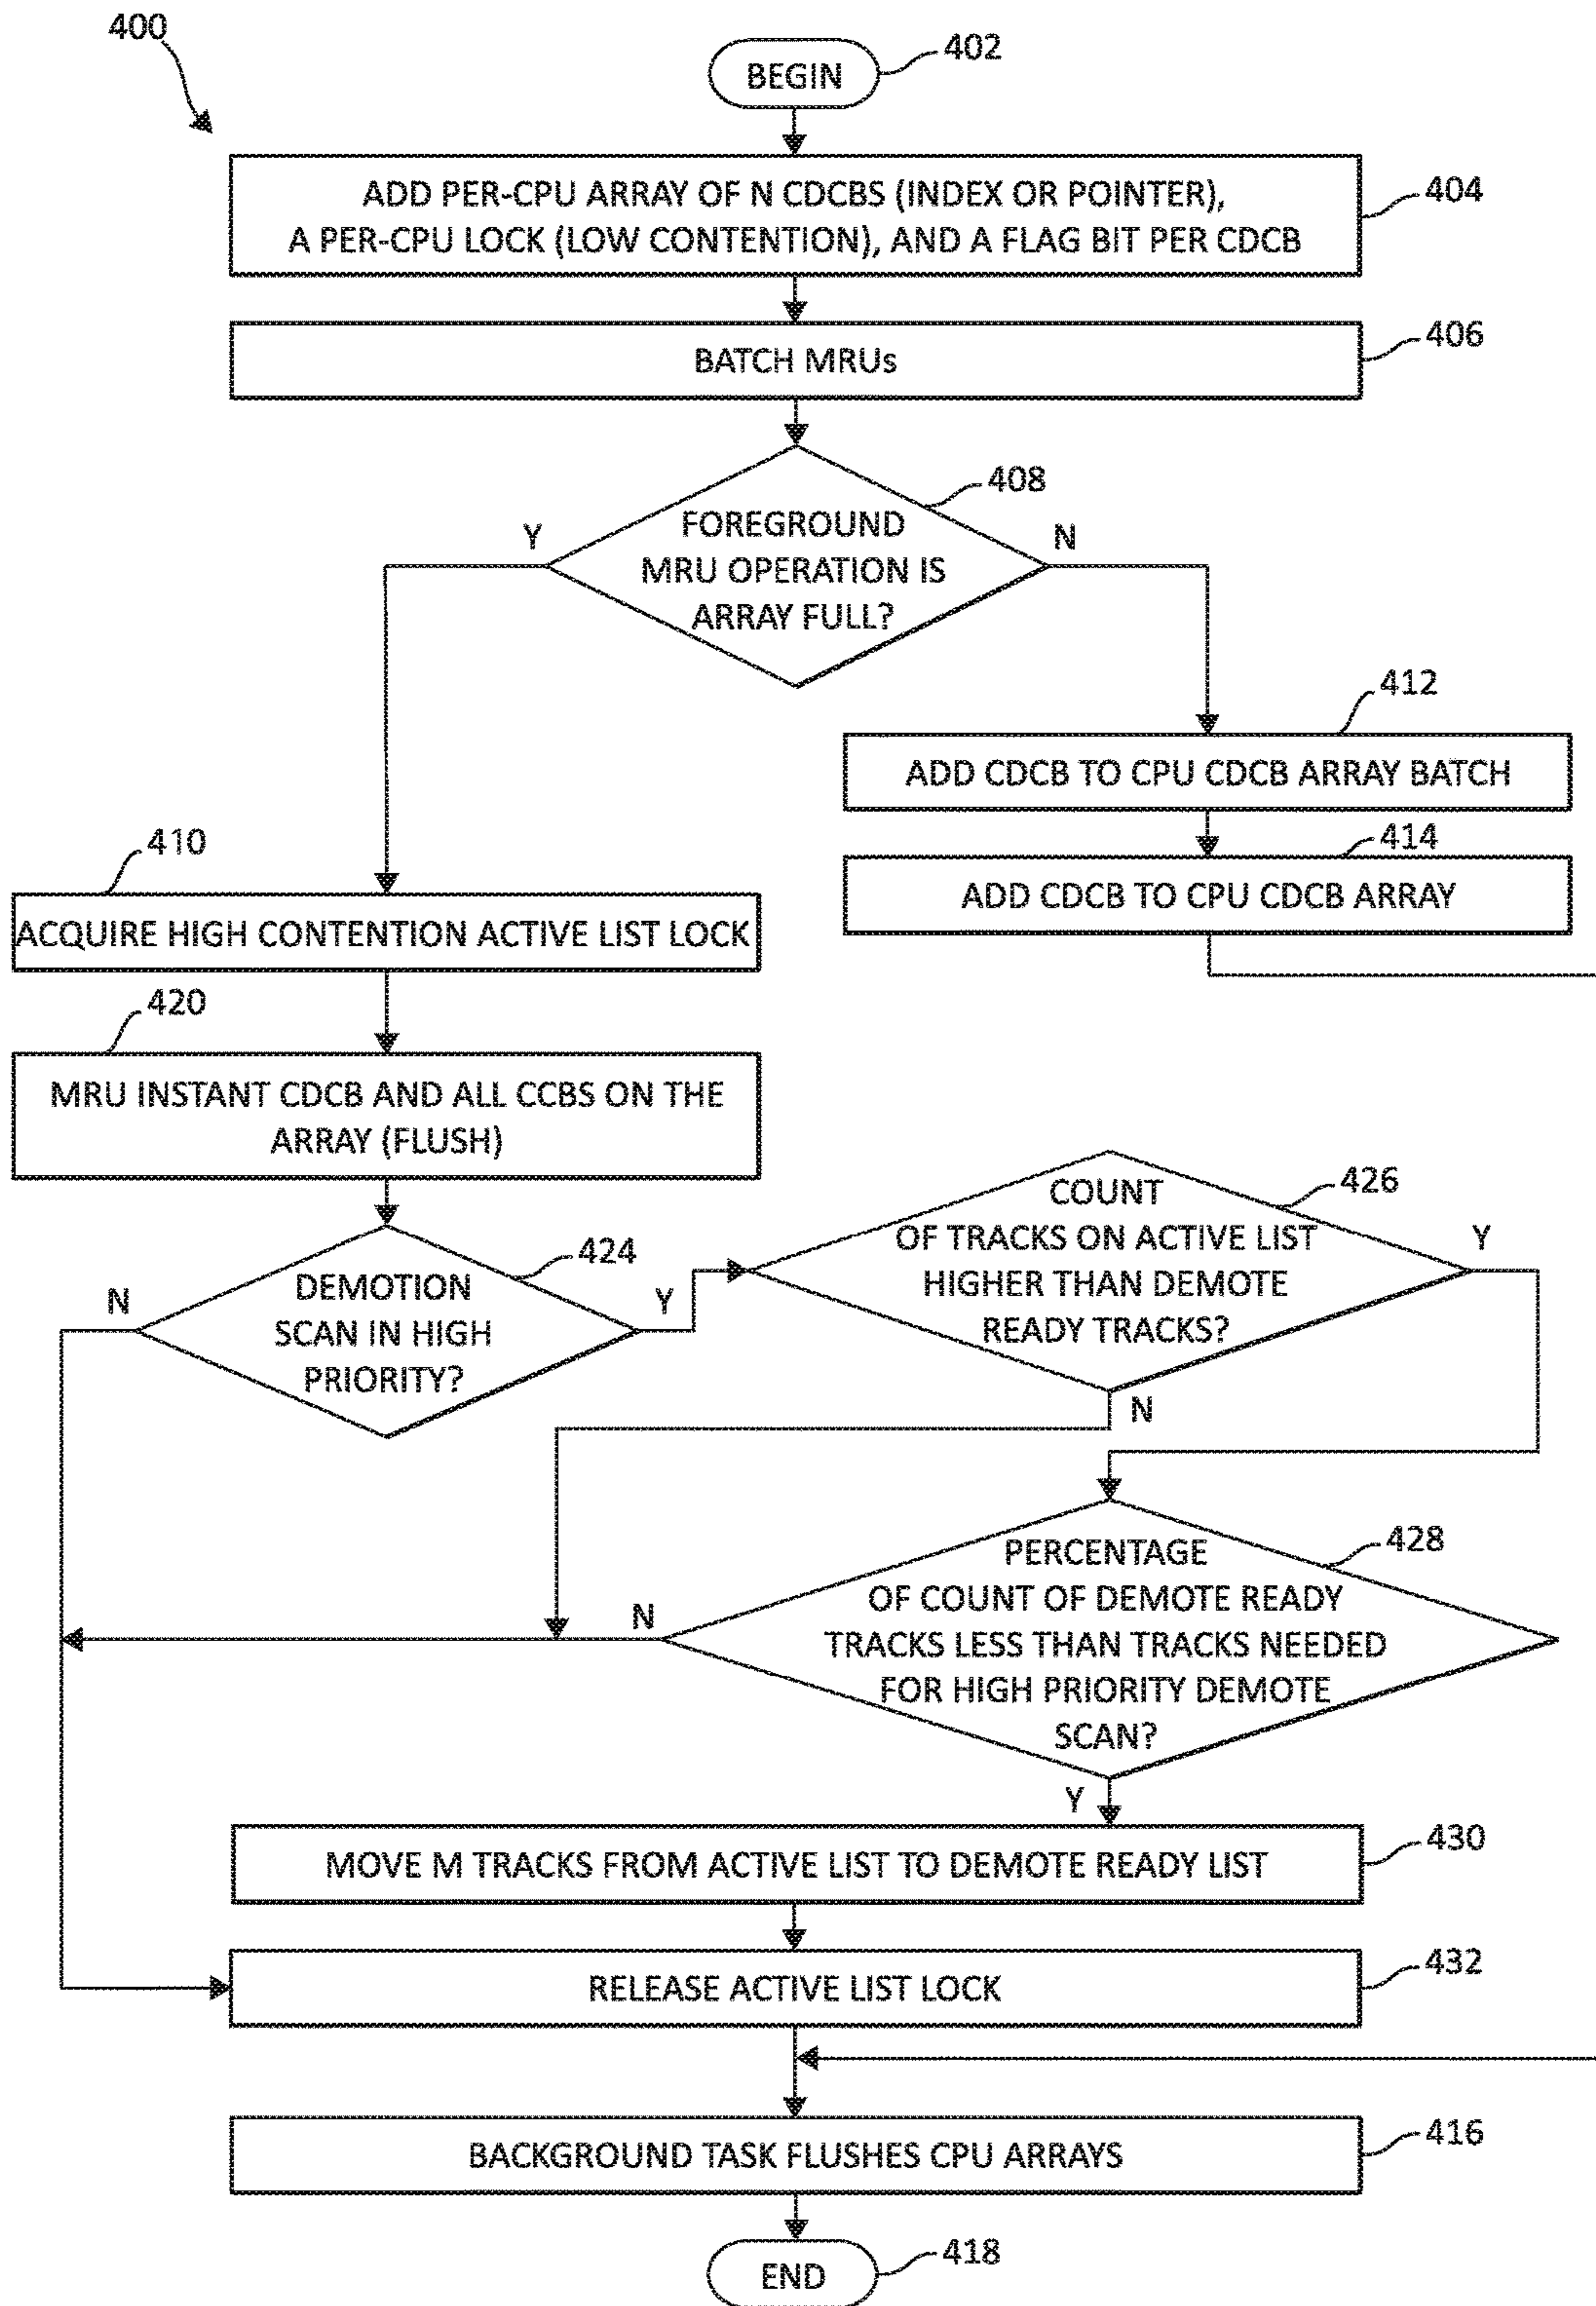 400
BEGIN
402
ADD PER-CPU ARRAY OF N CDCBS (INDEX OR POINTER),
A PER-CPU LOCK (LOW CONTENTION), AND A FLAG BIT PER CDCB
404
BATCH MRUs
406
FOREGROUND
MRU OPERATION IS
ARRAY FULL?
408
Y
N
412
ADD CDCB TO CPU CDCB ARRAY BATCH
414
ADD CDCB TO CPU CDCB ARRAY
410
ACQUIRE HIGH CONTENTION ACTIVE LIST LOCK
420
MRU INSTANT CDCB AND ALL CCBS ON THE
ARRAY (FLUSH)
424
DEMOTION
SCAN IN HIGH
PRIORITY?
N
Y
426
COUNT
OF TRACKS ON ACTIVE LIST
HIGHER THAN DEMOTE
READY TRACKS?
Y
N
428
PERCENTAGE
OF COUNT OF DEMOTE READY
TRACKS LESS THAN TRACKS NEEDED
FOR HIGH PRIORITY DEMOTE
SCAN?
N
Y
MOVE M TRACKS FROM ACTIVE LIST TO DEMOTE READY LIST
430
RELEASE ACTIVE LIST LOCK
432
BACKGROUND TASK FLUSHES CPU ARRAYS
416
END
418